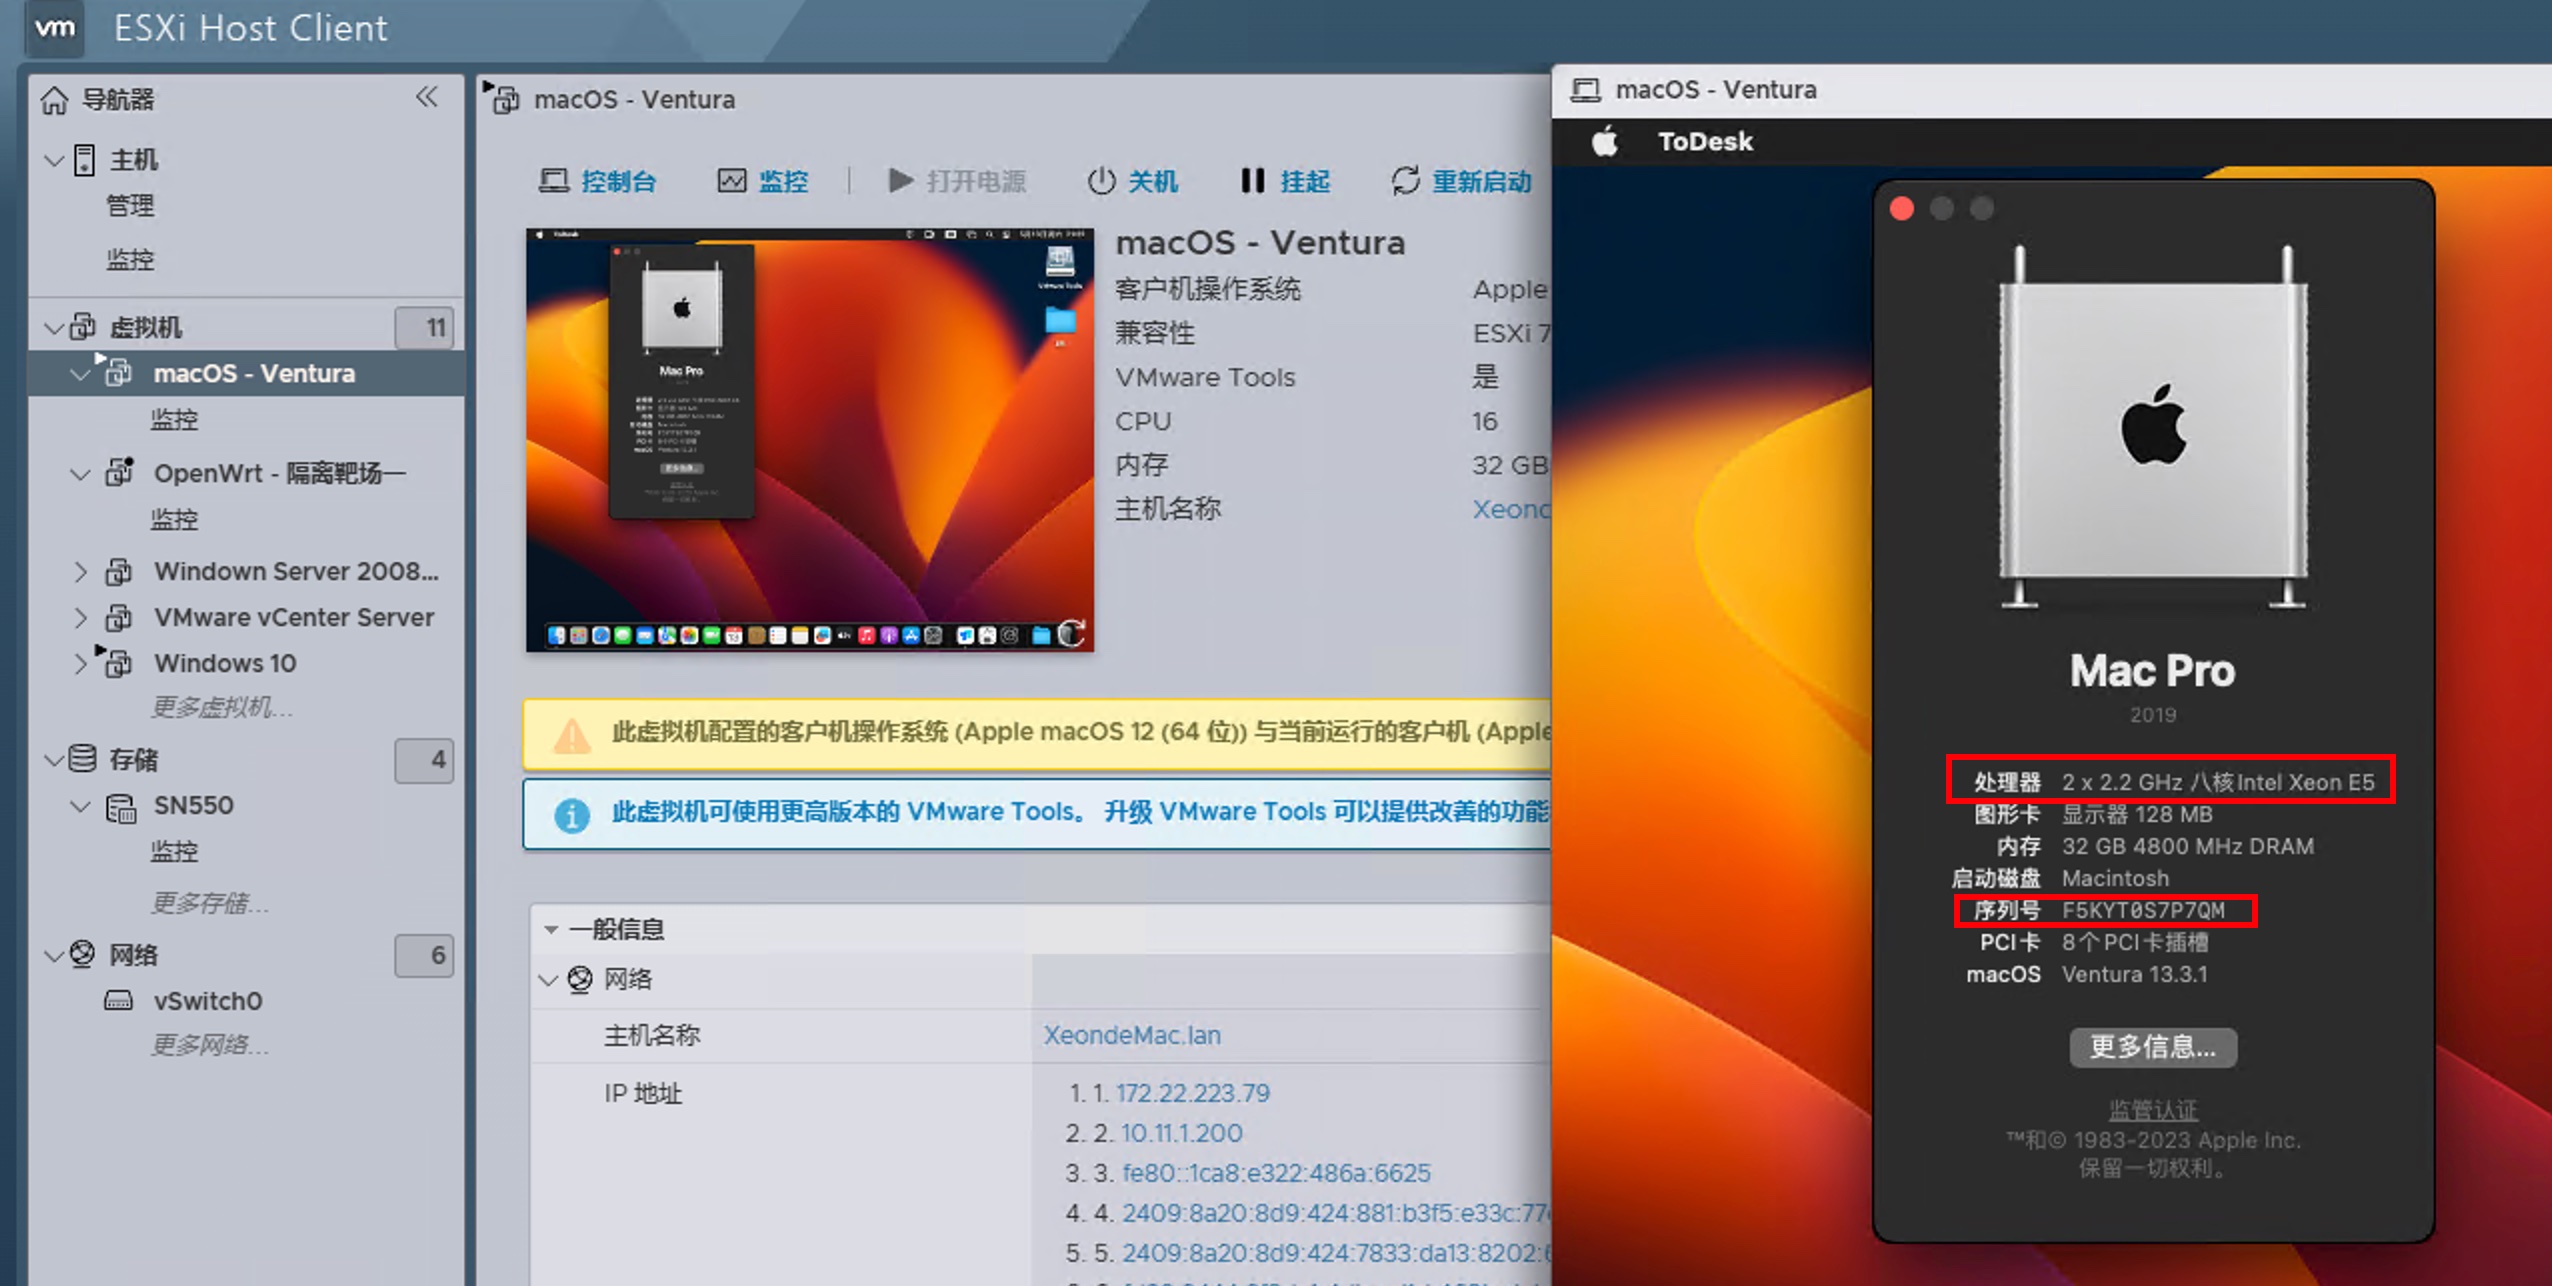 vm ESXi Host Client
导航器
主机
管理
监控
虚拟机 11
macOS - Ventura
监控
OpenWrt - 隔离靶场一
监控
Windown Server 2008...
VMware vCenter Server
Windows 10
更多虚拟机...
存储 4
SN550
监控
更多存储...
网络 6
vSwitch0
更多网络...
macOS - Ventura
控制台 监控 打开电源 关机 挂起 重新启动
macOS - Ventura
客户机操作系统 Apple
兼容性 ESXi 7
VMware Tools 是
CPU 16
内存 32 GB
主机名称 Xeond
Mac Pro
此虚拟机配置的客户机操作系统 (Apple macOS 12 (64 位)) 与当前运行的客户机 (Apple
此虚拟机可使用更高版本的 VMware Tools。 升级 VMware Tools 可以提供改善的功能
一般信息
网络
主机名称 XeondeMac.lan
IP 地址
1. 1. 172.22.223.79
2. 2. 10.11.1.200
3. 3. fe80::1ca8:e322:486a:6625
4. 4. 2409:8a20:8d9:424:881:b3f5:e33c:77
5. 5. 2409:8a20:8d9:424:7833:da13:8202:
macOS - Ventura
ToDesk
Mac Pro
2019
处理器 2 x 2.2 GHz 八核Intel Xeon E5
图形卡 显示器 128 MB
内存 32 GB 4800 MHz DRAM
启动磁盘 Macintosh
序列号 F5KYT0S7P7QM
PCI卡 8个PCI卡插槽
macOS Ventura 13.3.1
更多信息...
监管认证
™和© 1983-2023 Apple Inc.
保留一切权利。